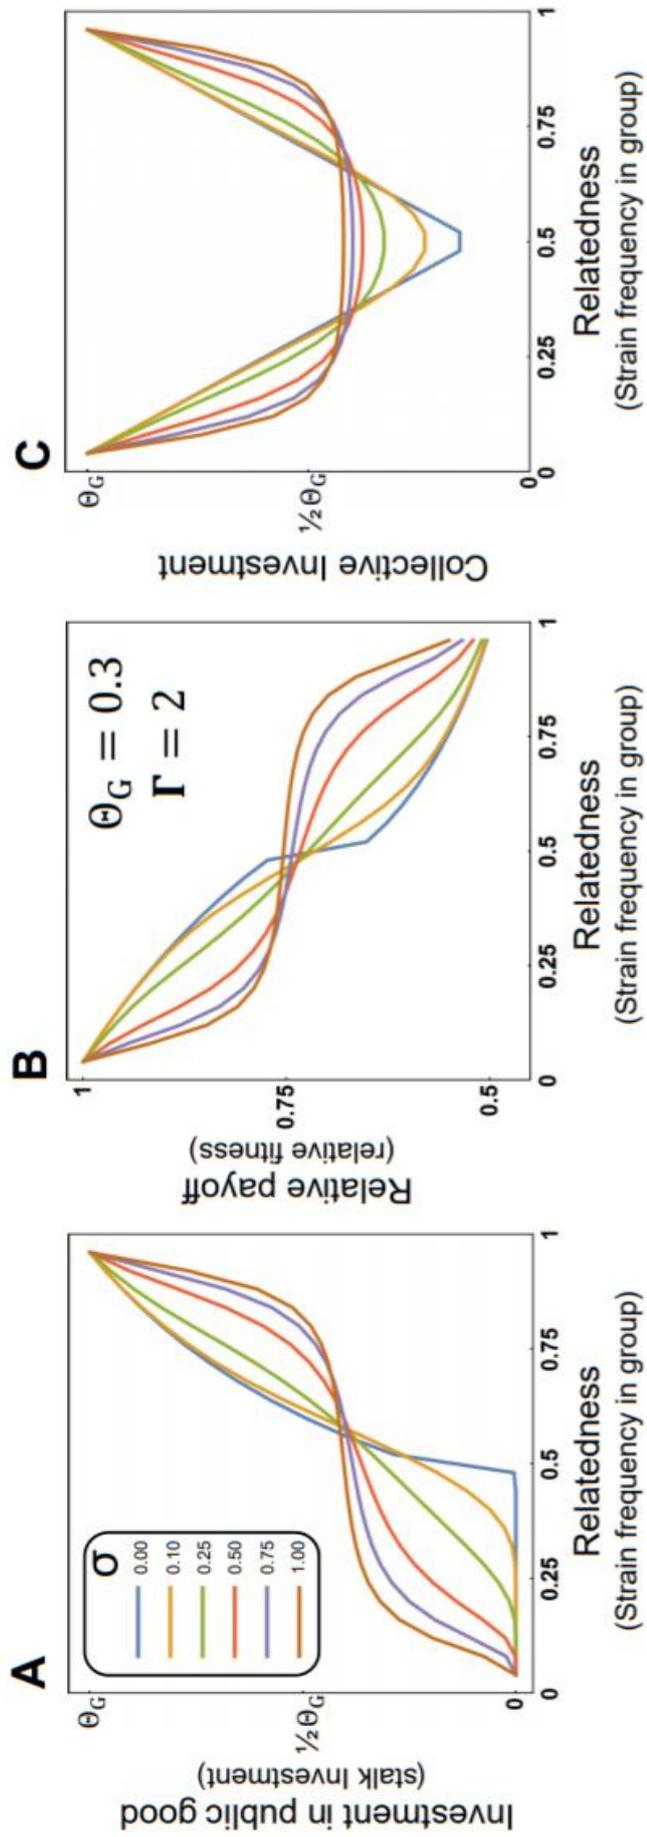 A
Investment in public good
(stalk Investment)
Θ_G
½Θ_G
0
σ
0.00
0.10
0.25
0.50
0.75
1.00
0
0.25
0.5
0.75
1
Relatedness
(Strain frequency in group)
B
Relative payoff
(relative fitness)
1
0.75
0.5
Θ_G = 0.3
Γ = 2
0
0.25
0.5
0.75
1
Relatedness
(Strain frequency in group)
C
Collective Investment
Θ_G
½Θ_G
0
0
0.25
0.5
0.75
1
Relatedness
(Strain frequency in group)